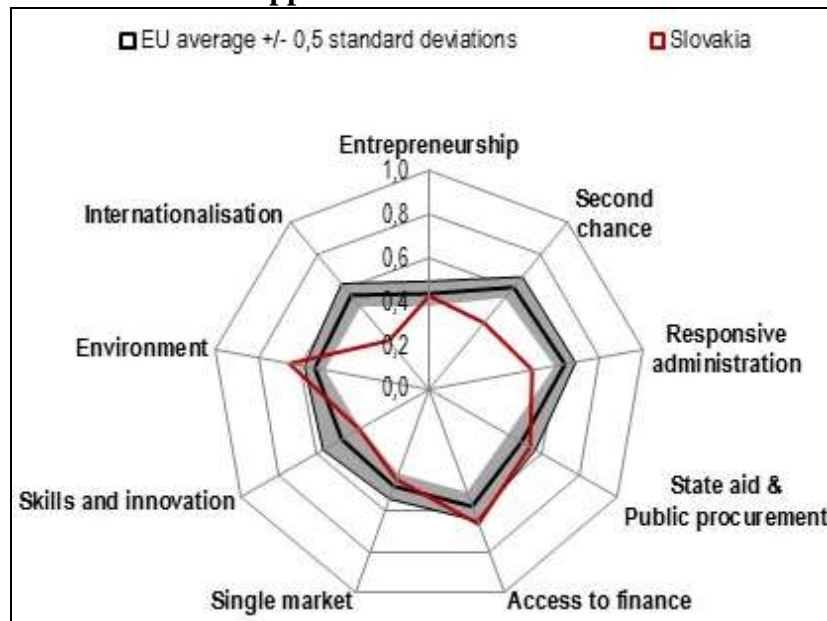 EU average +/- 0,5 standard deviations
Slovakia
Entrepreneurship
1,0
Second
chance
Internationalisation
0,8
0,6
0,4
Responsive
administration
Environment
0,2
0,0
State aid &
Public procurement
Skills and innovation
Single market
Access to finance